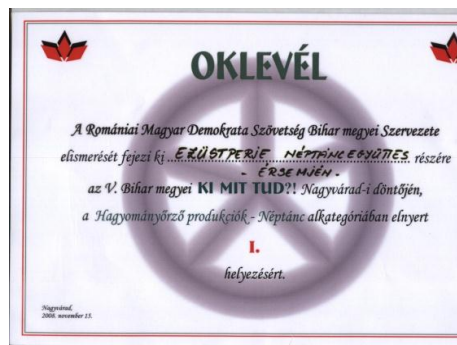 OKLEVÉL
A Romániai Magyar Demokrata Szövetség Bihar megyei Szervezete
elismerését fejezi ki EZÜSTPERJE NÉPTÁNCEGYÜTTES részére
- ÉRSEMJÉN -
az V. Bihar megyei KI MIT TUD?! Nagyvárad-i döntőjén,
a Hagyományőrző produkciók - Néptánc alkategóriában elnyert
I.
helyezésért.
Nagyvárad,
2008. november 15.